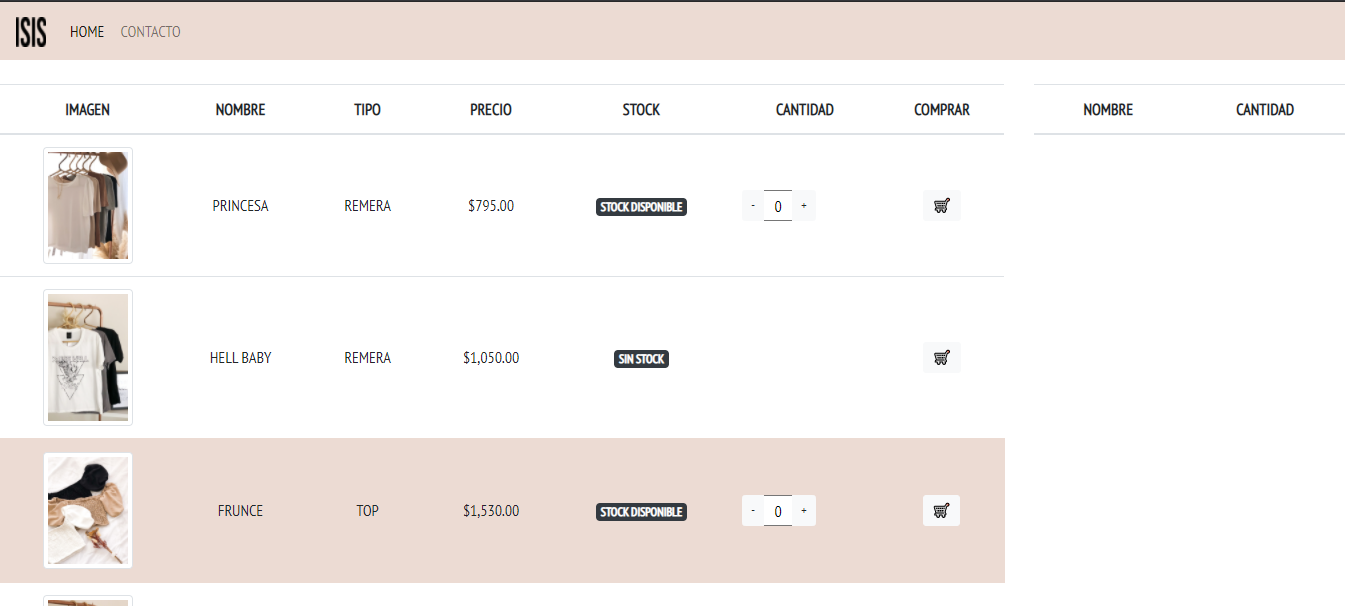 ISIS HOME CONTACTO
IMAGEN NOMBRE TIPO PRECIO STOCK CANTIDAD COMPRAR
PRINCESA REMERA $795.00 STOCK DISPONIBLE - 0 +
HELL BABY REMERA $1,050.00 SIN STOCK
FRUNCE TOP $1,530.00 STOCK DISPONIBLE - 0 +
NOMBRE CANTIDAD